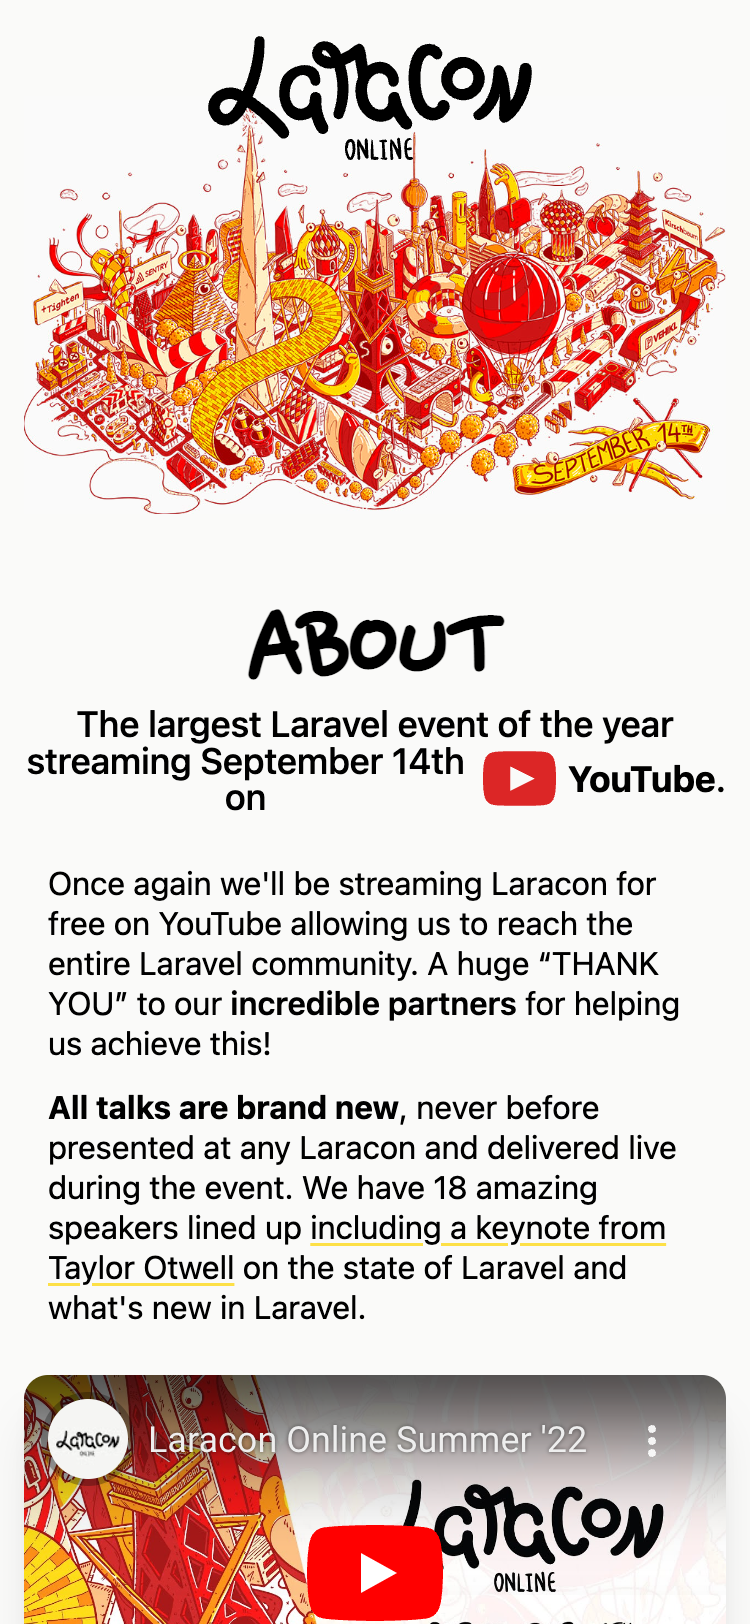 Laracon
ONLINE
Kirschbaum
SENTRY
Tighten
VEHIKL
SEPTEMBER 14TH
ABOUT
The largest Laravel event of the year
streaming September 14th
on
YouTube.
Once again we'll be streaming Laracon for
free on YouTube allowing us to reach the
entire Laravel community. A huge “THANK
YOU” to our incredible partners for helping
us achieve this!
All talks are brand new, never before
presented at any Laracon and delivered live
during the event. We have 18 amazing
speakers lined up including a keynote from
Taylor Otwell on the state of Laravel and
what's new in Laravel.
Laracon
ONLINE
Laracon Online Summer '22
Laracon
ONLINE